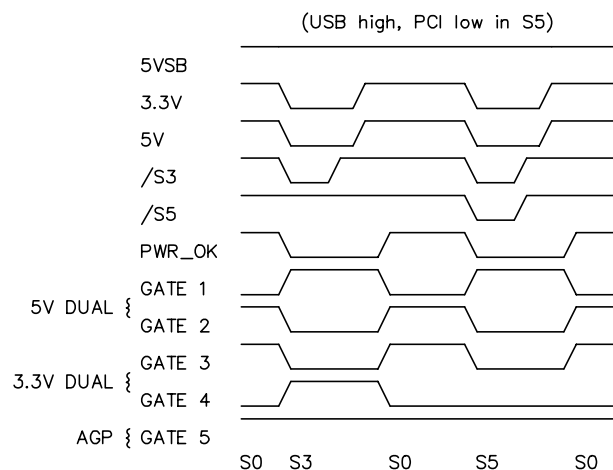 (USB high, PCI low in S5)
5VSB
3.3V
5V
/S3
/S5
PWR_OK
GATE 1
5V DUAL {
GATE 2
GATE 3
3.3V DUAL {
GATE 4
AGP { GATE 5
S0 S3 S0 S5 S0